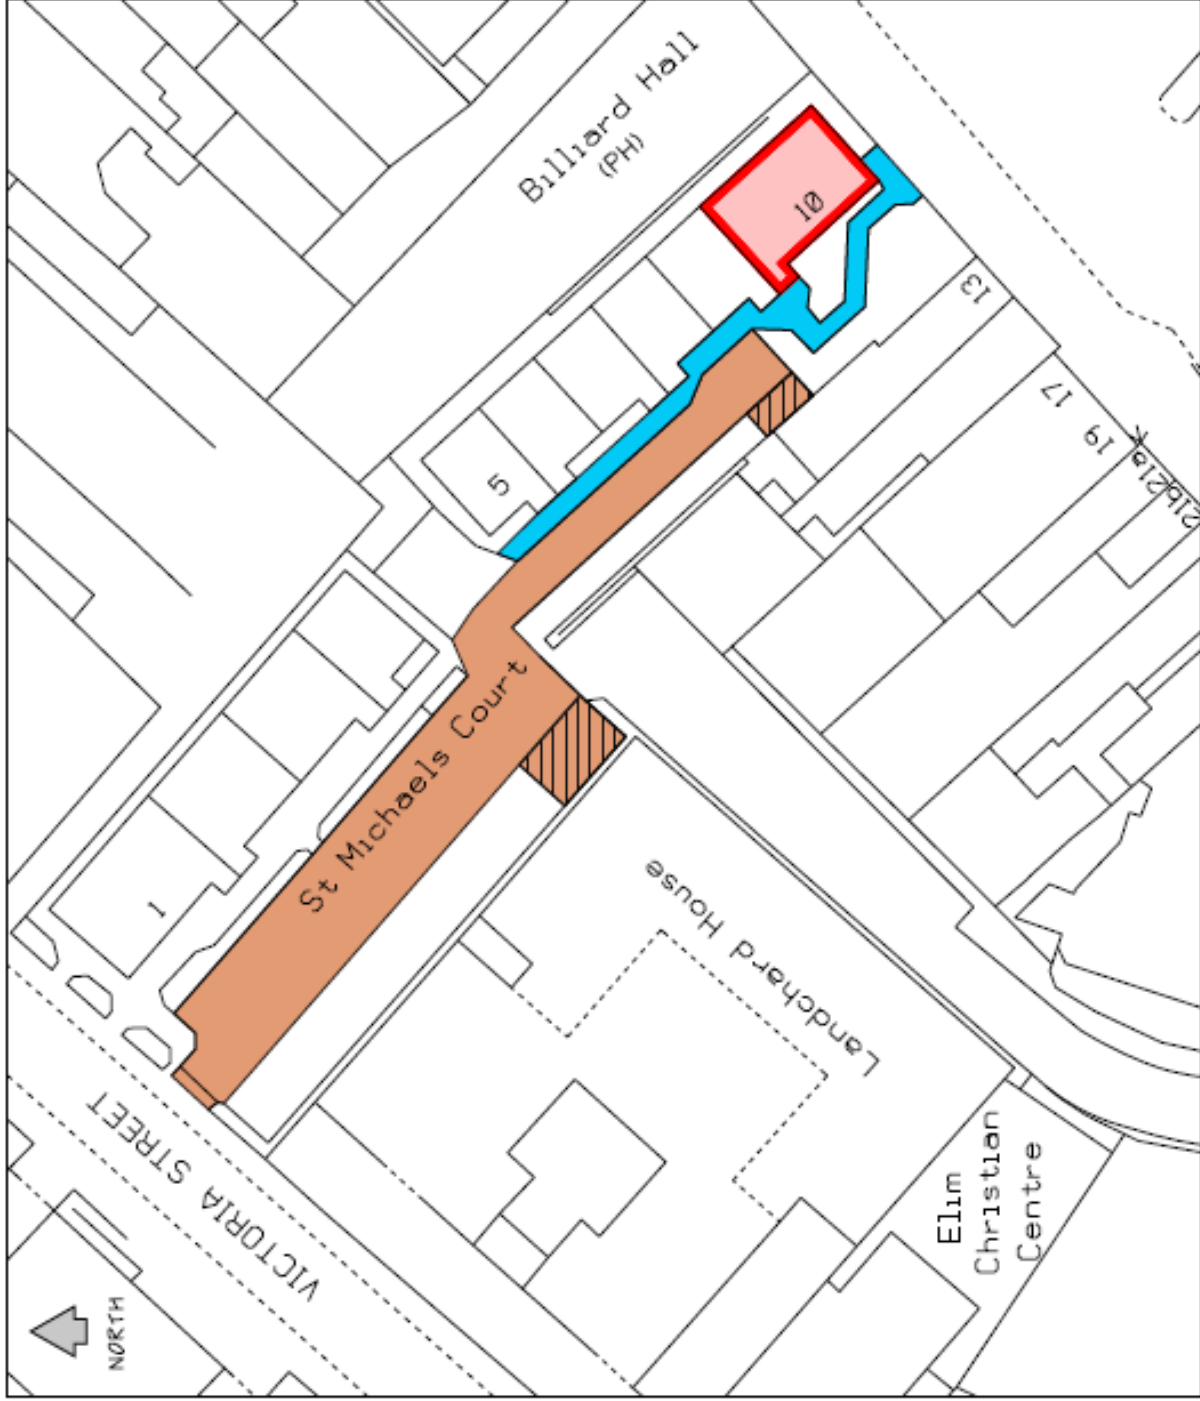 Billiard Hall
(PH)
10
13
17
19
21a
21b
5
St Michaels Court
1
Landchard House
VICTORIA STREET
Elim
Christian
Centre
NORTH